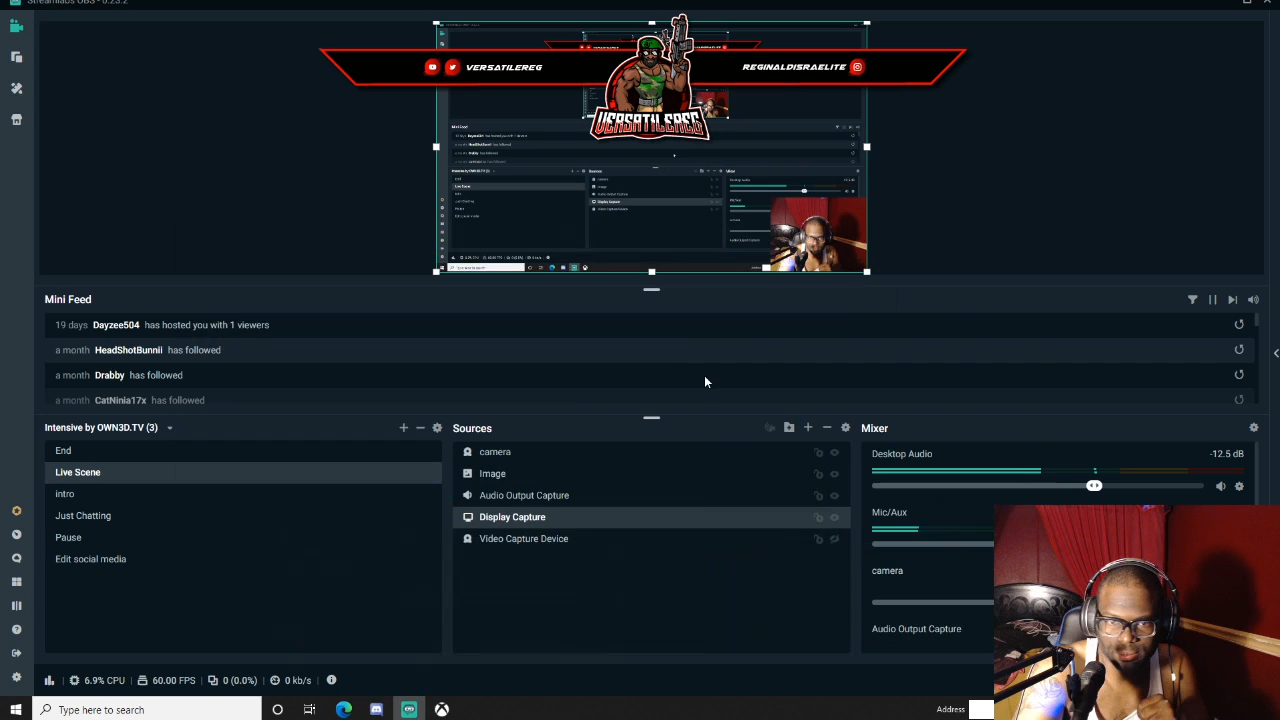 Streamlabs OBS - 0.23.2
VERSATILEREG
REGINALDISRAELITE
VERSATILEREG
Mini Feed
19 days Dayzee504 has hosted you with 1 viewers
a month HeadShotBunnii has followed
a month Drabby has followed
a month CatNinia17x has followed
Intensive by OWN3D.TV (3)
End
Live Scene
intro
Just Chatting
Pause
Edit social media
Sources
camera
Image
Audio Output Capture
Display Capture
Video Capture Device
Mixer
Desktop Audio -12.5 dB
Mic/Aux
camera
Audio Output Capture
6.9% CPU 60.00 FPS 0 (0.0%) 0 kb/s
Type here to search
Address